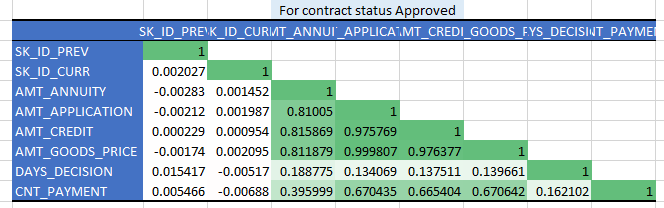 For contract status Approved
SK_ID_PREV K_ID_CUR MT_ANNUI _APPLICAT MT_CREDI _GOODS_P YS_DECISI NT_PAYME
SK_ID_PREV 1
SK_ID_CURR 0.002027 1
AMT_ANNUITY -0.00283 0.001452 1
AMT_APPLICATION -0.00212 0.001987 0.81005 1
AMT_CREDIT 0.000229 0.000954 0.815869 0.975769 1
AMT_GOODS_PRICE -0.00174 0.002095 0.811879 0.999807 0.976377 1
DAYS_DECISION 0.015417 -0.00517 0.188775 0.134069 0.137511 0.139661 1
CNT_PAYMENT 0.005466 -0.00688 0.395999 0.670435 0.665404 0.670642 0.162102 1